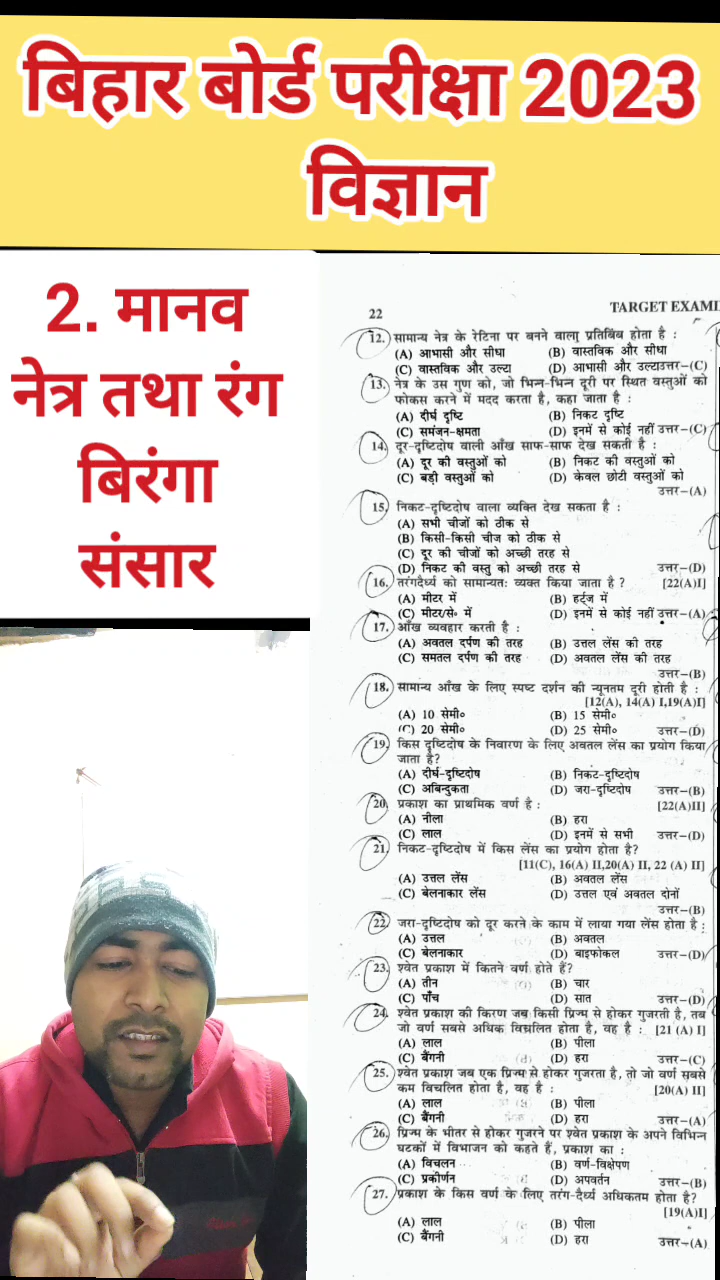 बिहार बोर्ड परीक्षा 2023
विज्ञान
2. मानव
नेत्र तथा रंग
बिरंगा
संसार
22
TARGET EXAMI
12. सामान्य नेत्र के रेटिना पर बनने वाला प्रतिबिंब होता है :
(A) आभासी और सीधा (B) वास्तविक और सीधा
(C) वास्तविक और उल्टा (D) आभासी और उल्टा उत्तर–(C)
13. नेत्र के उस गुण को, जो भिन्न-भिन्न दूरी पर स्थित वस्तुओं को
फोकस करने में मदद करता है, कहा जाता है :
(A) दीर्घ दृष्टि (B) निकट दृष्टि
(C) समंजन-क्षमता (D) इनमें से कोई नहीं उत्तर–(C)
14. दूर-दृष्टिदोष वाली आँख साफ-साफ देख सकती है :
(A) दूर की वस्तुओं को (B) निकट की वस्तुओं को
(C) बड़ी वस्तुओं को (D) केवल छोटी वस्तुओं को
उत्तर–(A)
15. निकट-दृष्टिदोष वाला व्यक्ति देख सकता है :
(A) सभी चीजों को ठीक से
(B) किसी-किसी चीज को ठीक से
(C) दूर की चीजों को अच्छी तरह से
(D) निकट की वस्तु को अच्छी तरह से उत्तर–(D)
16. तरंगदैर्ध्य को सामान्यतः व्यक्त किया जाता है ? [22(A)I]
(A) मीटर में (B) हर्ट्ज में
(C) मीटर/से० में (D) इनमें से कोई नहीं उत्तर–(A)
17. आँख व्यवहार करती है :
(A) अवतल दर्पण की तरह (B) उत्तल लेंस की तरह
(C) समतल दर्पण की तरह (D) अवतल लेंस की तरह
उत्तर–(B)
18. सामान्य आँख के लिए स्पष्ट दर्शन की न्यूनतम दूरी होती है :
[12(A), 14(A) I,19(A)I]
(A) 10 सेमी० (B) 15 सेमी०
(C) 20 सेमी० (D) 25 सेमी० उत्तर–(D)
19. किस दृष्टिदोष के निवारण के लिए अवतल लेंस का प्रयोग किया
जाता है?
(A) दीर्घ-दृष्टिदोष (B) निकट-दृष्टिदोष
(C) अबिन्दुकता (D) जरा-दृष्टिदोष उत्तर–(B)
20. प्रकाश का प्राथमिक वर्ण है : [22(A)II]
(A) नीला (B) हरा
(C) लाल (D) इनमें से सभी उत्तर–(D)
21. निकट-दृष्टिदोष में किस लेंस का प्रयोग होता है?
[11(C), 16(A) II,20(A) II, 22 (A) II]
(A) उत्तल लेंस (B) अवतल लेंस
(C) बेलनाकार लेंस (D) उत्तल एवं अवतल दोनों
उत्तर–(B)
22. जरा-दृष्टिदोष को दूर करने के काम में लाया गया लेंस होता है :
(A) उत्तल (B) अवतल
(C) बेलनाकार (D) बाइफोकल उत्तर–(D)
23. श्वेत प्रकाश में कितने वर्ण होते हैं?
(A) तीन (B) चार
(C) पाँच (D) सात उत्तर–(D)
24. श्वेत प्रकाश की किरण जब किसी प्रिज्म से होकर गुजरती है, तब
जो वर्ण सबसे अधिक विचलित होता है, वह है : [21 (A) I]
(A) लाल (B) पीला
(C) बैंगनी (D) हरा उत्तर–(C)
25. श्वेत प्रकाश जब एक प्रिज्म से होकर गुजरता है, तो जो वर्ण सबसे
कम विचलित होता है, वह है : [20(A) II]
(A) लाल (B) पीला
(C) बैंगनी (D) हरा उत्तर–(A)
26. प्रिज्म के भीतर से होकर गुजरने पर श्वेत प्रकाश के अपने विभिन्न
घटकों में विभाजन को कहते हैं, प्रकाश का :
(A) विचलन (B) वर्ण-विक्षेपण
(C) प्रकीर्णन (D) अपवर्तन उत्तर–(B)
27. प्रकाश के किस वर्ण के लिए तरंग-दैर्ध्य अधिकतम होता है?
[19(A)I]
(A) लाल (B) पीला
(C) बैंगनी (D) हरा उत्तर–(A)